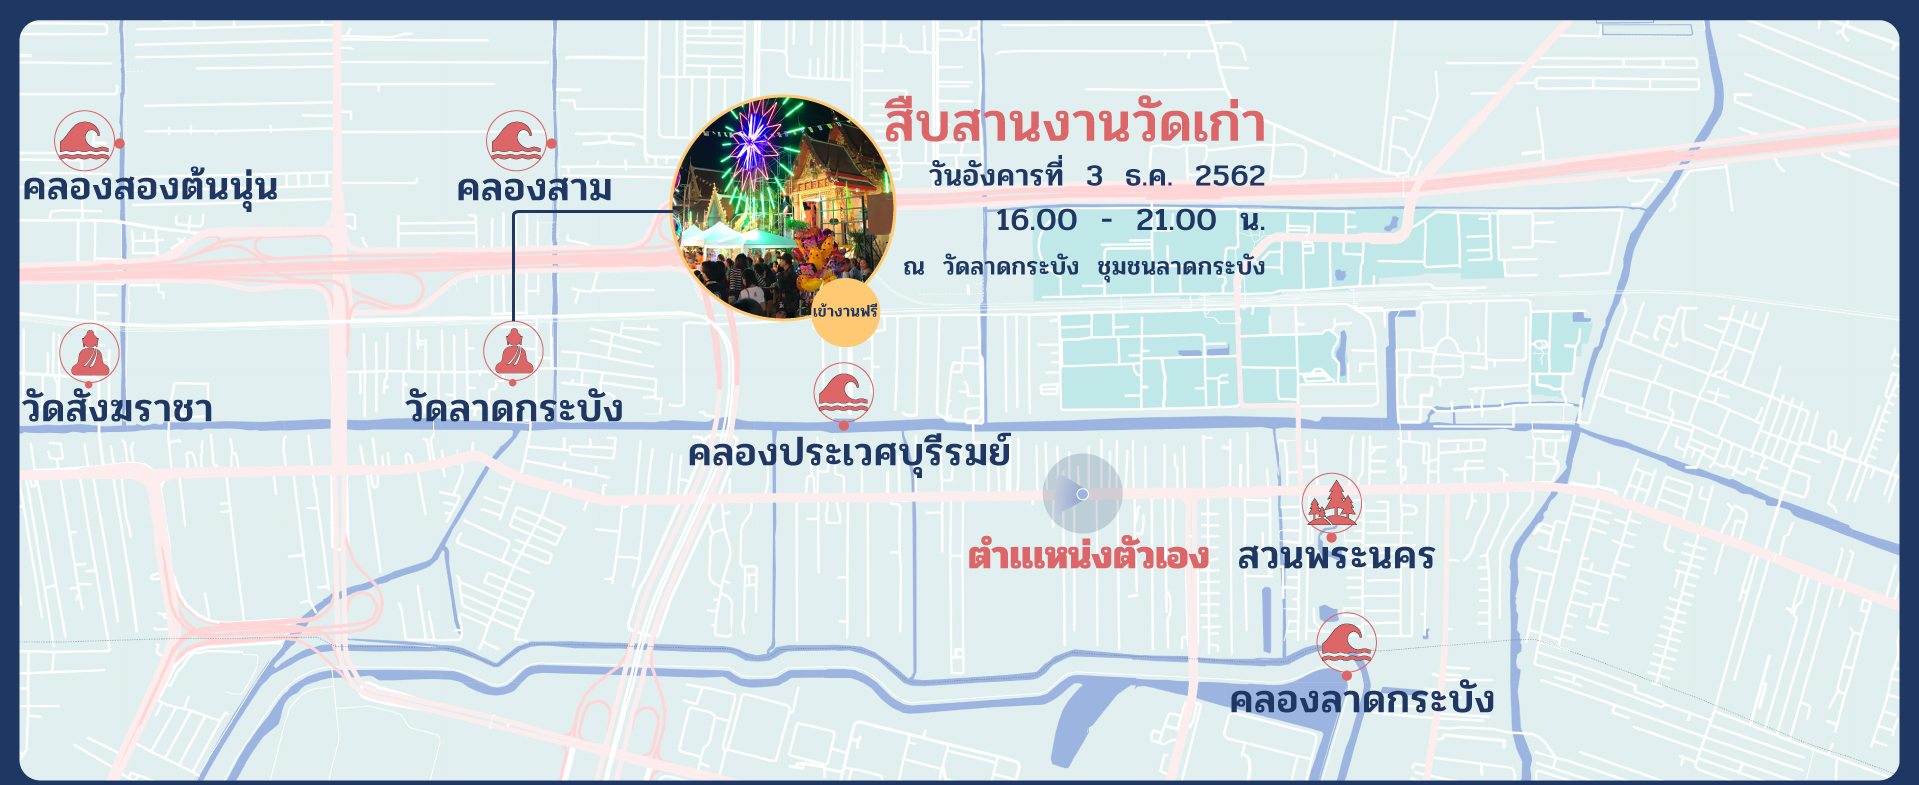 สืบสานงานวัดเก่า
วันอังคารที่ 3 ธ.ค. 2562
16.00 - 21.00 น.
ณ วัดลาดกระบัง ชุมชนลาดกระบัง
เข้างานฟรี
คลองสองต้นนุ่น
คลองสาม
วัดสังฆราชา
วัดลาดกระบัง
คลองประเวศบุรีรมย์
ตำแหน่งตัวเอง
สวนพระนคร
คลองลาดกระบัง